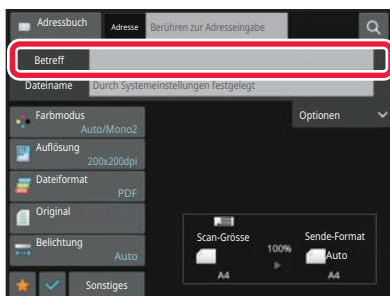 Adressbuch Adresse Berühren zur Adresseingabe
Betreff
Dateiname Durch Systemeinstellungen festgelegt
Farbmodus
Auto/Mono2
Optionen
Auflösung
200x200dpi
Dateiformat
PDF
Original
Belichtung
Auto
Scan-Grösse
100%
Sende-Format
Auto
A4
A4
Sonstiges